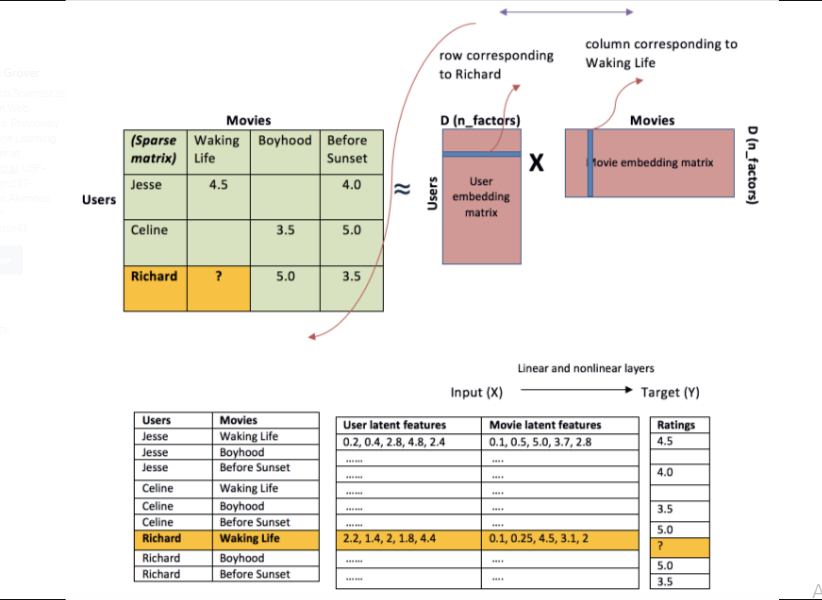 row corresponding
to Richard
column corresponding to
Waking Life
Movies
D (n_factors)
Movies
(Sparse matrix) Waking Life Boyhood Before Sunset
Jesse 4.5 4.0
Users
Celine 3.5 5.0
Richard ? 5.0 3.5
≈
Users
User
embedding
matrix
X
Movie embedding matrix
D (n_factors)
Linear and nonlinear layers
Input (X) Target (Y)
Users Movies User latent features Movie latent features Ratings
Jesse Waking Life 0.2, 0.4, 2.8, 4.8, 2.4 0.1, 0.5, 5.0, 3.7, 2.8 4.5
Jesse Boyhood ...... ....
Jesse Before Sunset ...... .... 4.0
Celine Waking Life ...... ....
Celine Boyhood ...... .... 3.5
Celine Before Sunset ...... .... 5.0
Richard Waking Life 2.2, 1.4, 2, 1.8, 4.4 0.1, 0.25, 4.5, 3.1, 2 ?
Richard Boyhood ...... .... 5.0
Richard Before Sunset ...... .... 3.5